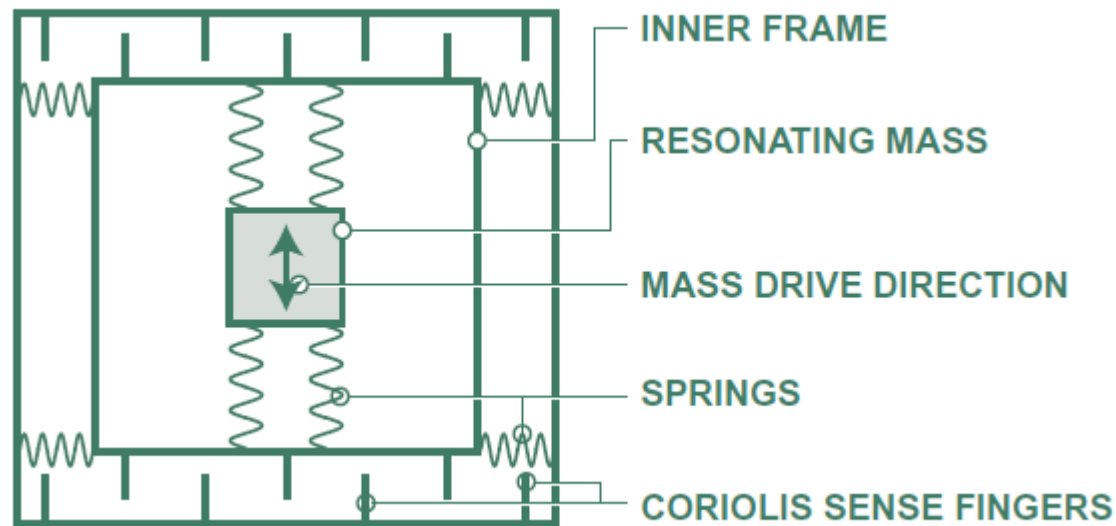 INNER FRAME
RESONATING MASS
MASS DRIVE DIRECTION
SPRINGS
CORIOLIS SENSE FINGERS